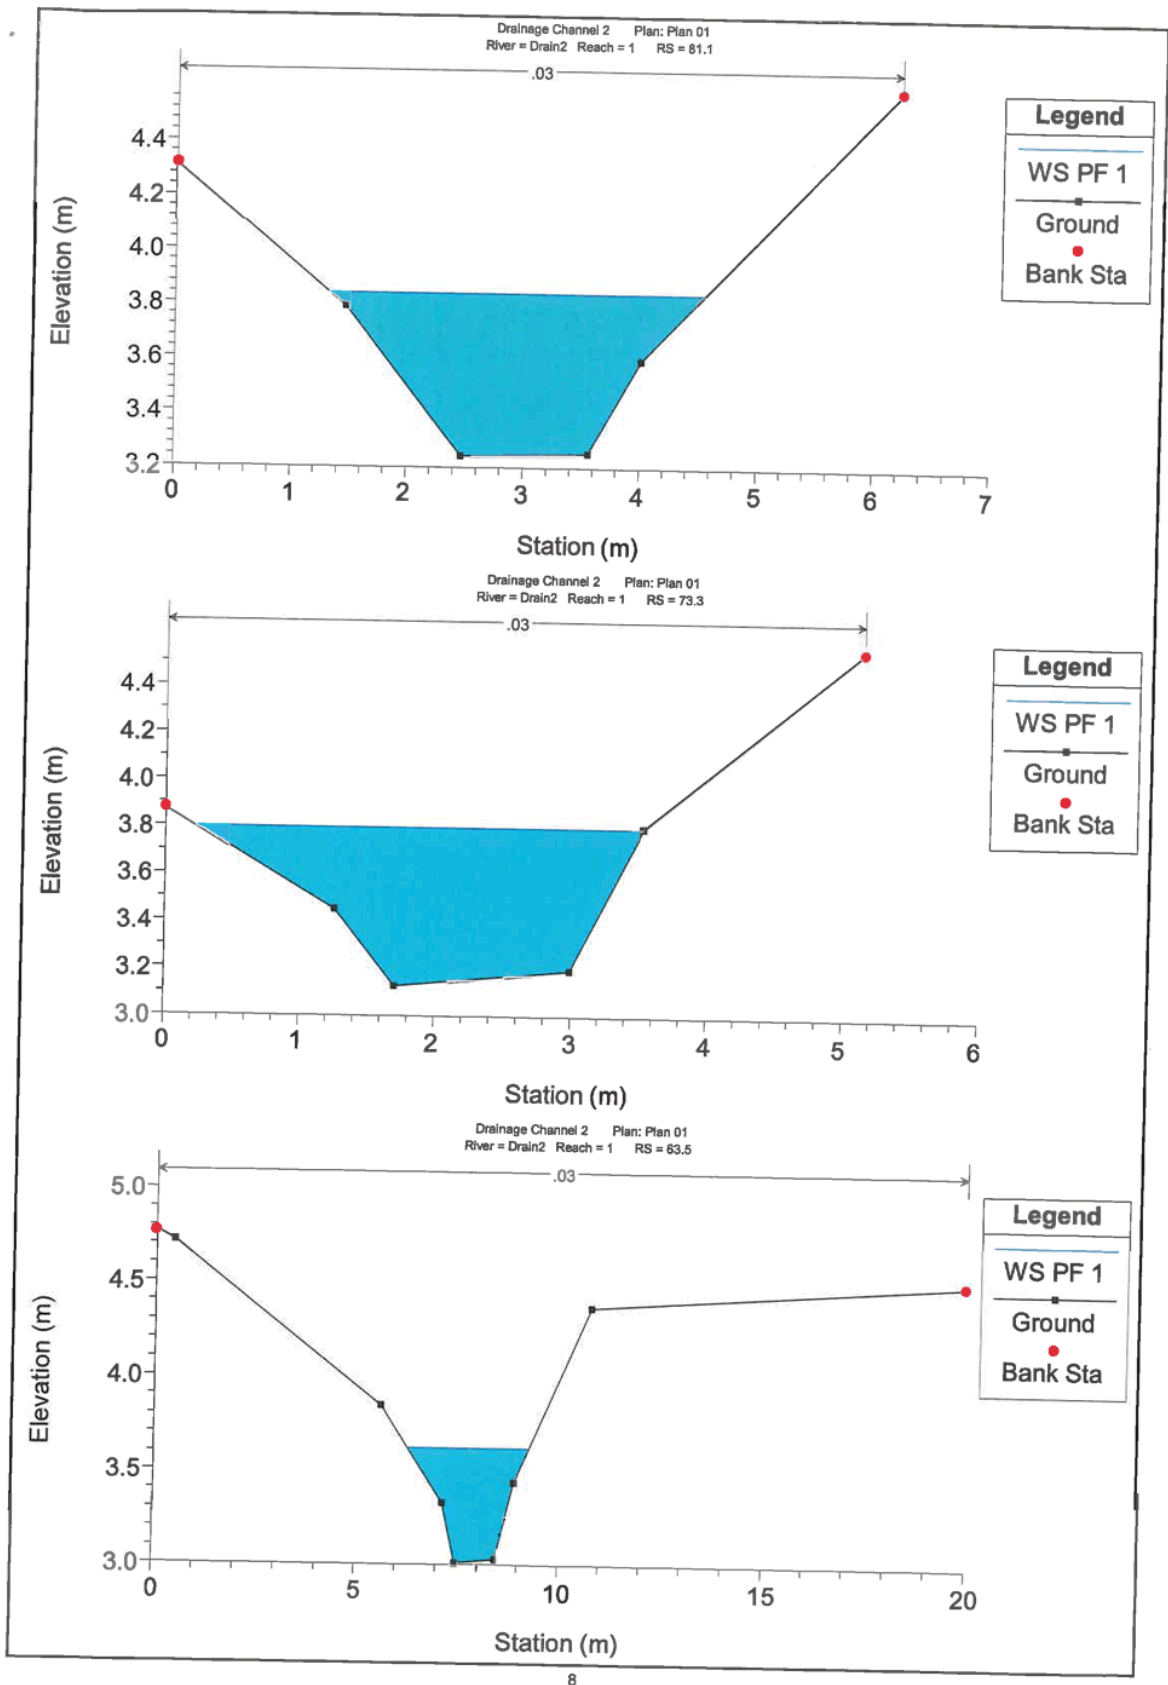 Drainage Channel 2 Plan: Plan 01
River = Drain2 Reach = 1 RS = 81.1
.03
Legend
WS PF 1
Ground
Bank Sta
Elevation (m)
4.4
4.2
4.0
3.8
3.6
3.4
3.2
0 1 2 3 4 5 6 7
Station (m)
Drainage Channel 2 Plan: Plan 01
River = Drain2 Reach = 1 RS = 73.3
.03
Legend
WS PF 1
Ground
Bank Sta
Elevation (m)
4.4
4.2
4.0
3.8
3.6
3.4
3.2
3.0
0 1 2 3 4 5 6
Station (m)
Drainage Channel 2 Plan: Plan 01
River = Drain2 Reach = 1 RS = 63.5
.03
Legend
WS PF 1
Ground
Bank Sta
Elevation (m)
5.0
4.5
4.0
3.5
3.0
0 5 10 15 20
Station (m)
8